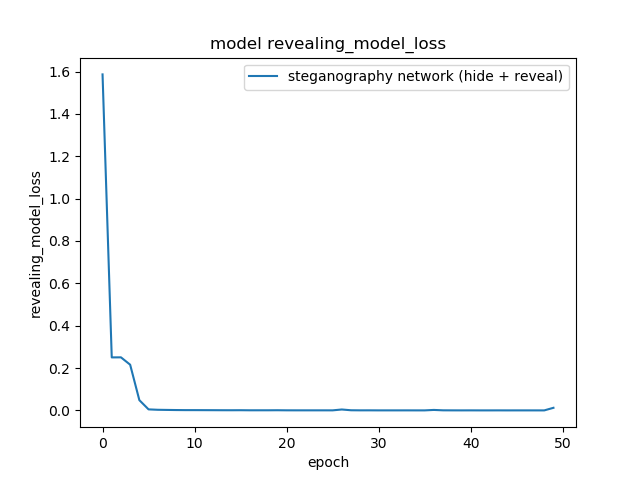 model revealing_model_loss
steganography network (hide + reveal)
revealing_model_loss
1.6
1.4
1.2
1.0
0.8
0.6
0.4
0.2
0.0
0 10 20 30 40 50
epoch